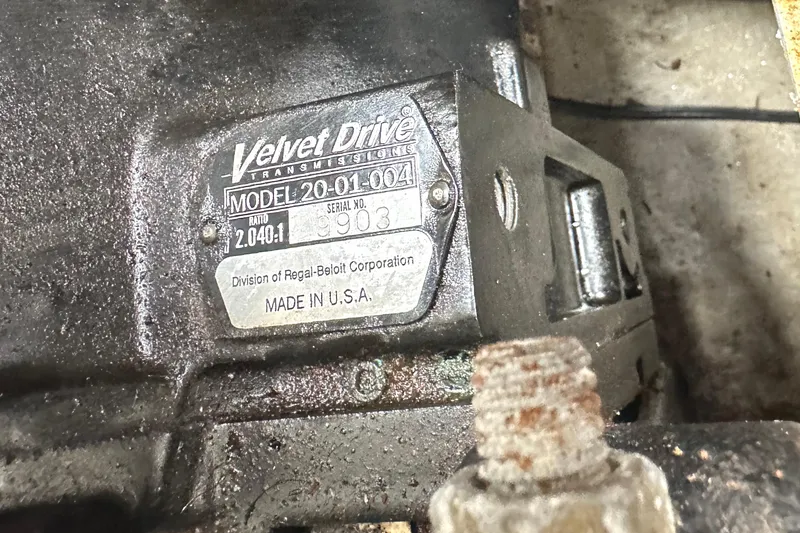 Velvet Drive
TRANSMISSIONS
MODEL 20-01-004
RATIO
2.040:1
SERIAL NO.
9903
Division of Regal-Beloit Corporation
MADE IN U.S.A.